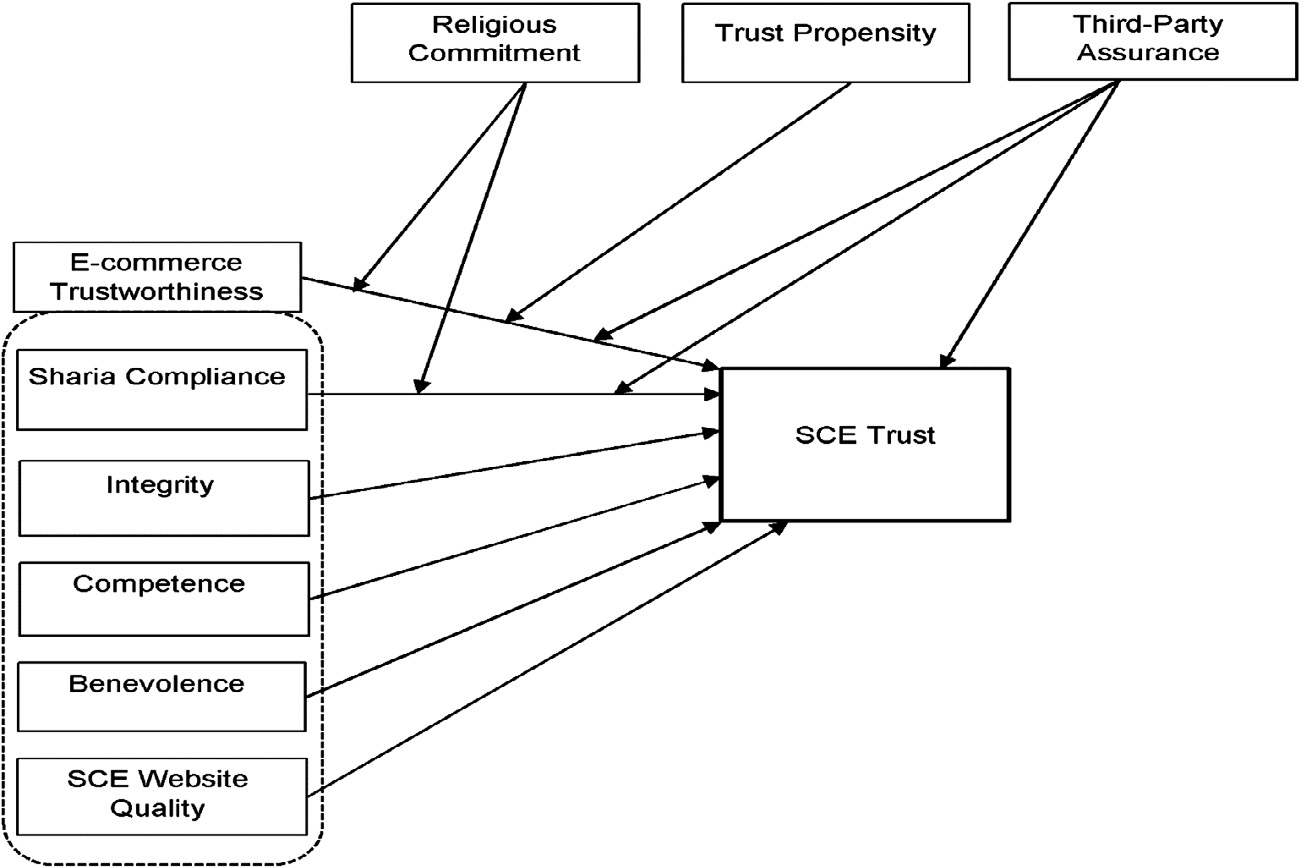 Religious
Commitment
Trust Propensity
Third-Party
Assurance
E-commerce
Trustworthiness
Sharia Compliance
Integrity
Competence
Benevolence
SCE Website
Quality
SCE Trust